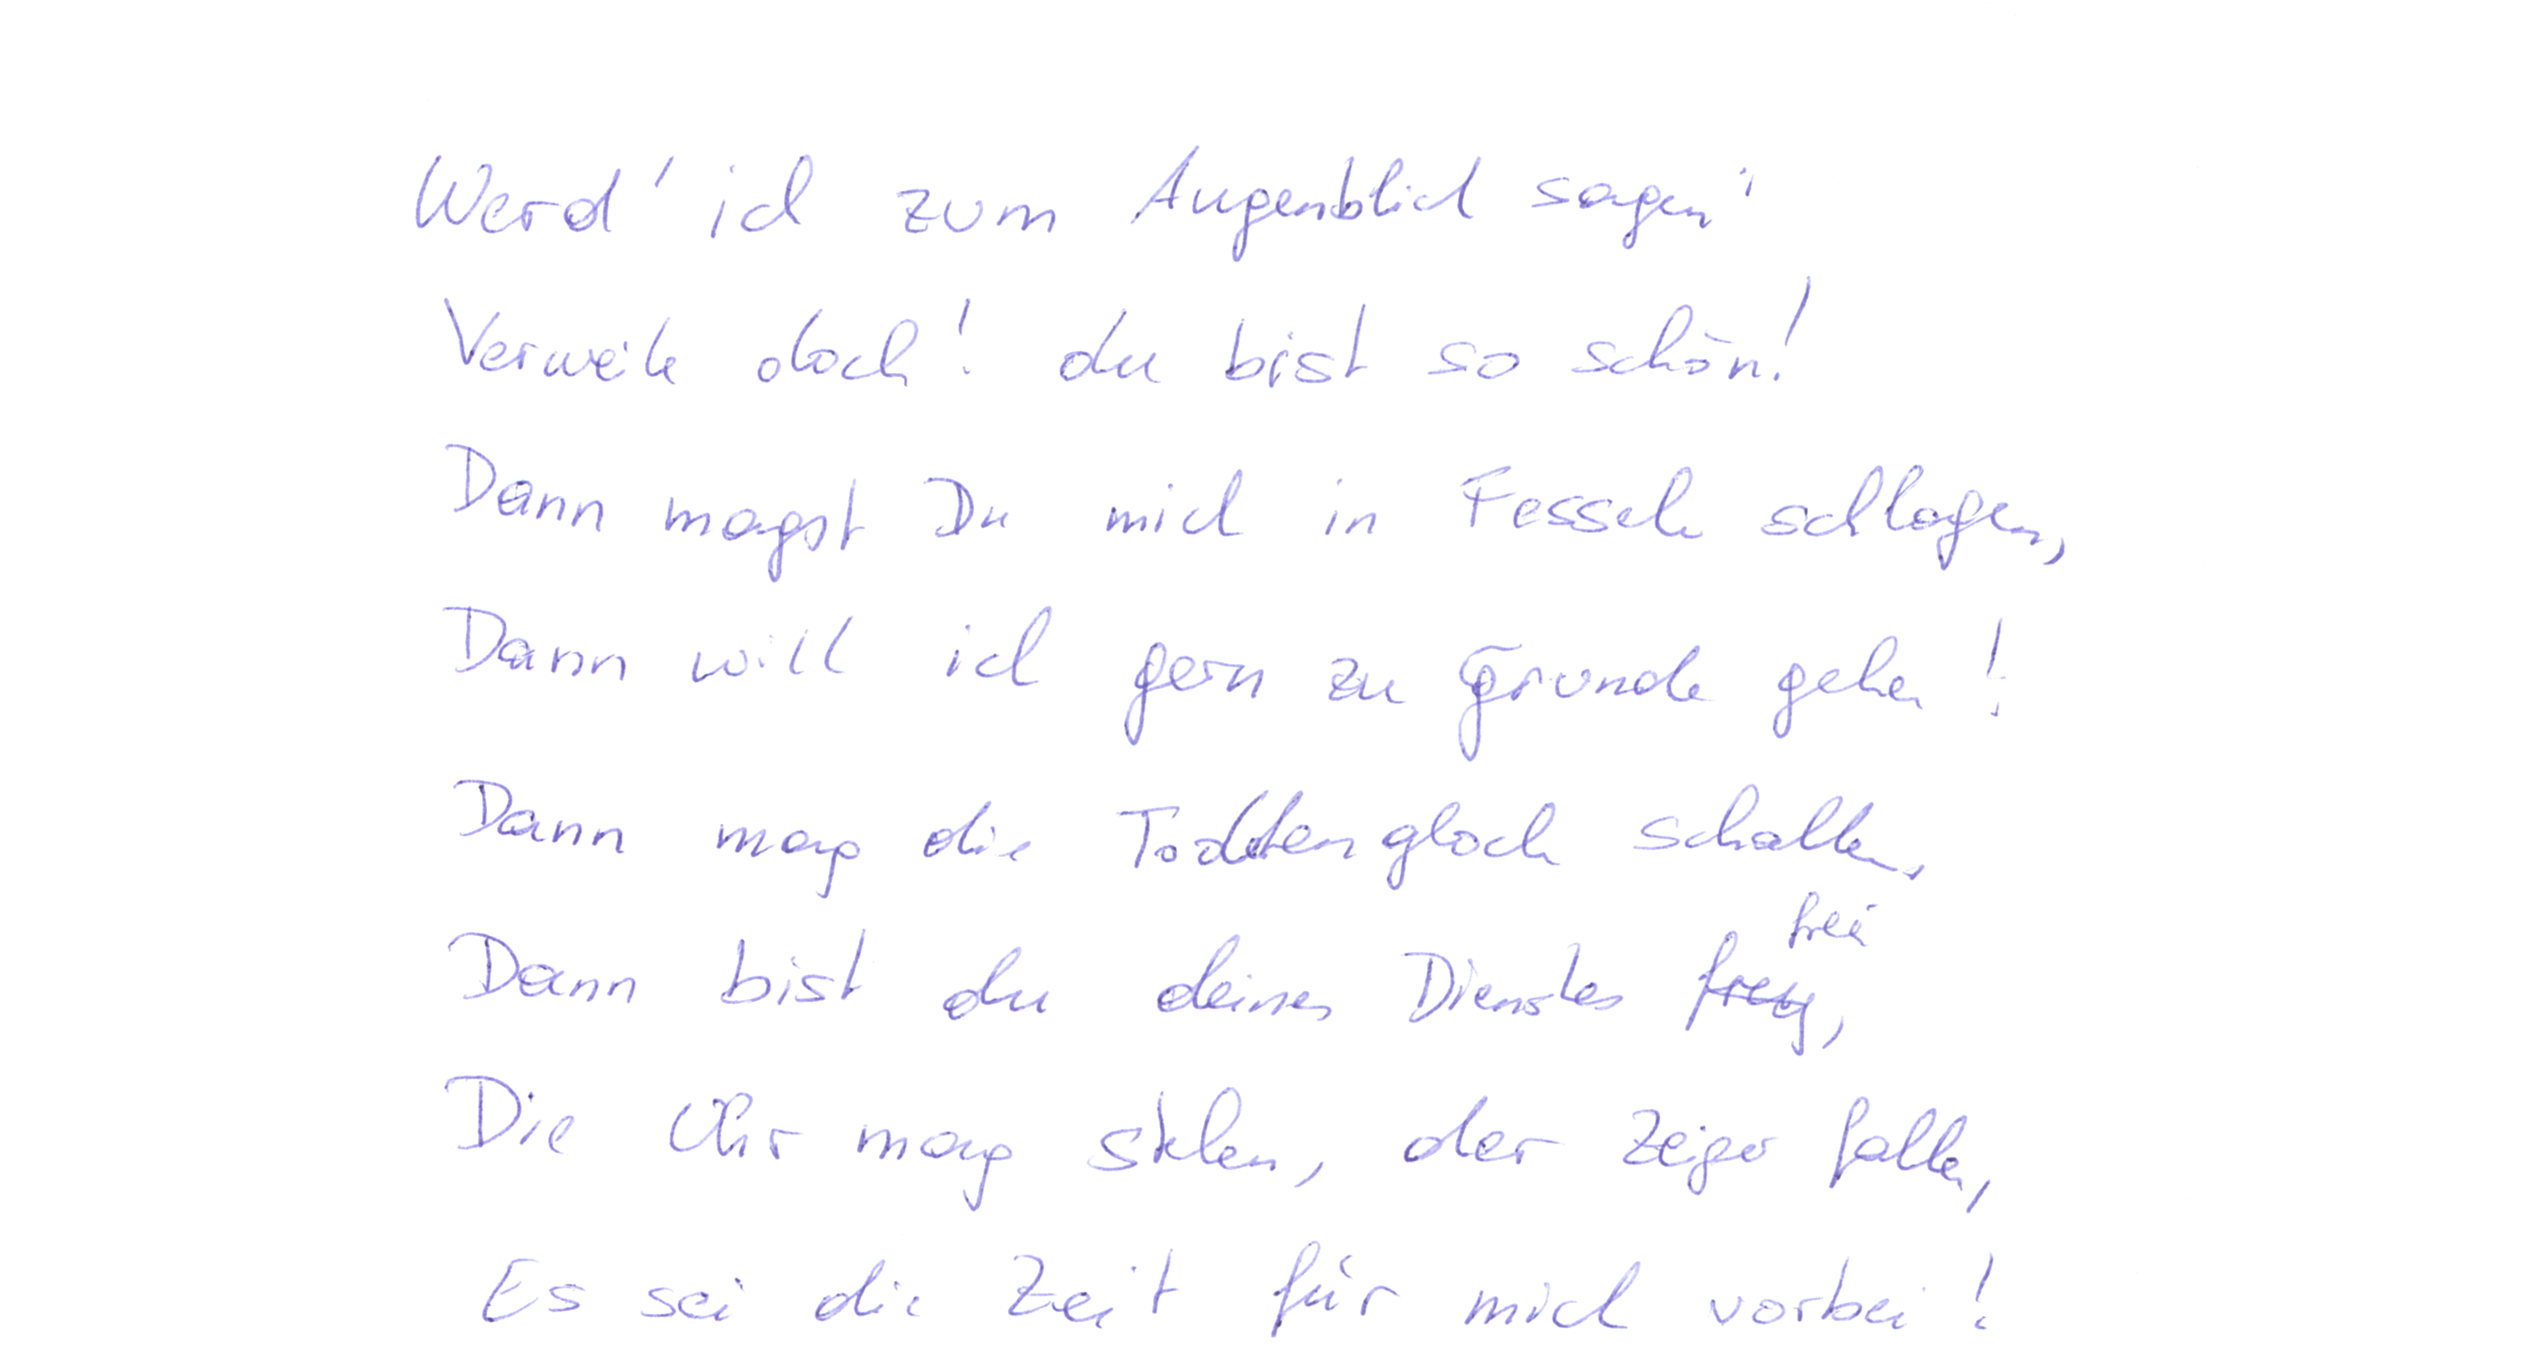 Werd' ich zum Augenblick sagen:
Verweile doch! du bist so schön!
Dann magst Du mich in Fesseln schlagen,
Dann will ich gern zu Grunde gehen!
Dann mag die Todtenglock schallen,
Dann bist du deines Dienstes frey, frei
Die Uhr mag stehen, der Zeiger fallen,
Es sei die Zeit für mich vorbei!